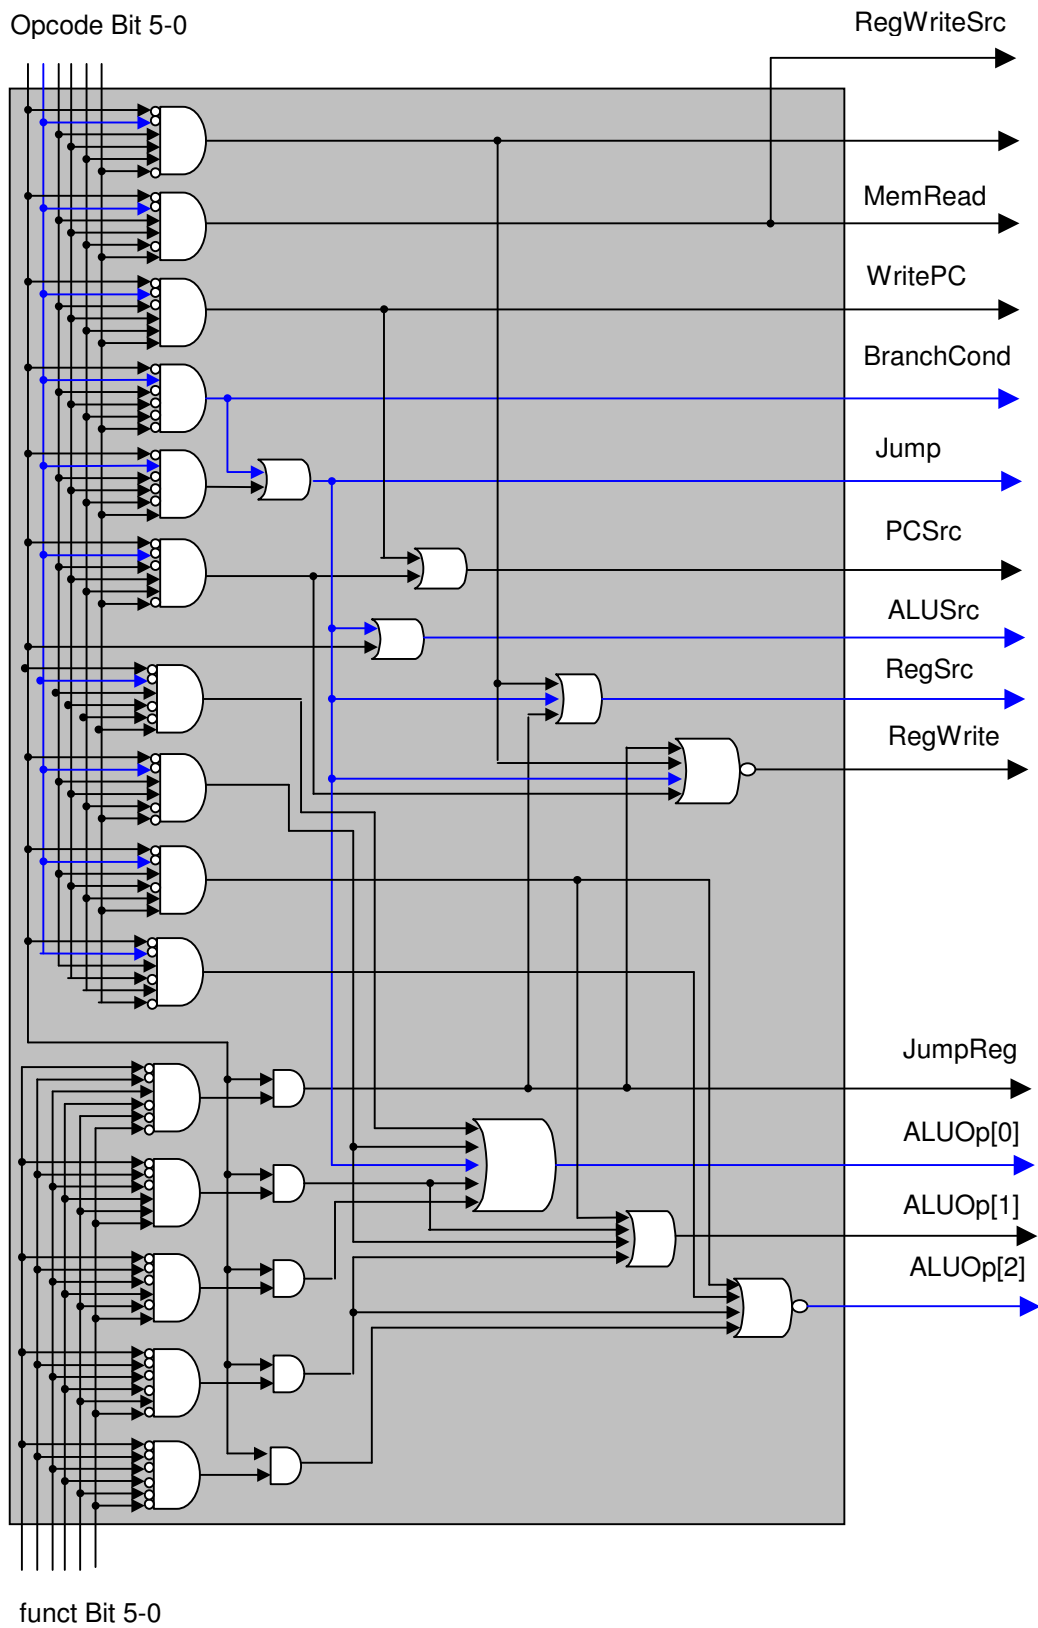 Opcode Bit 5-0
RegWriteSrc
MemRead
WritePC
BranchCond
Jump
PCSrc
ALUSrc
RegSrc
RegWrite
JumpReg
ALUOp[0]
ALUOp[1]
ALUOp[2]
funct Bit 5-0